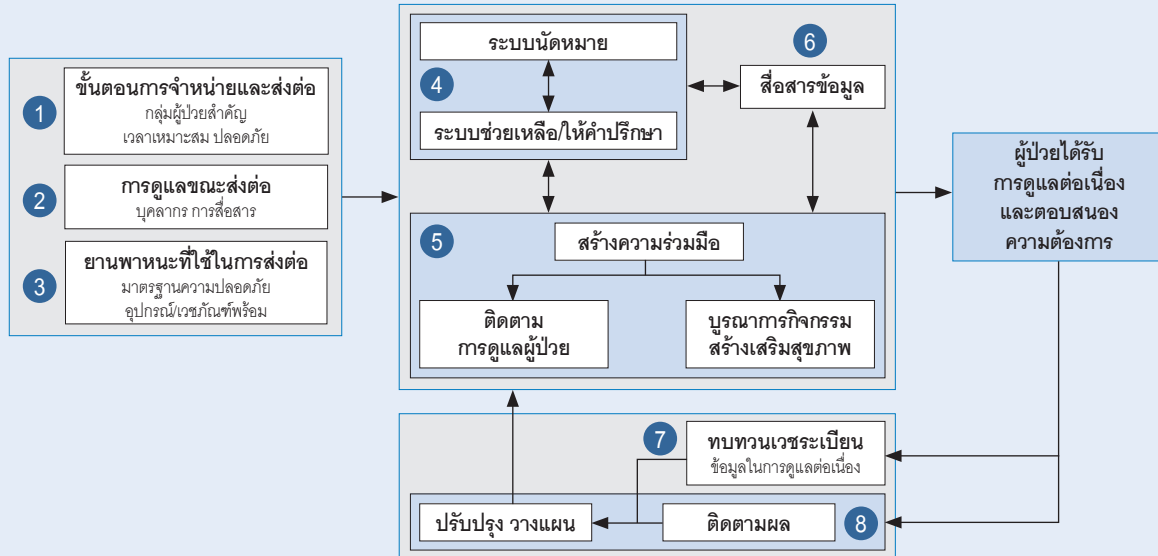 1
ขั้นตอนการจำหน่ายและส่งต่อ
กลุ่มผู้ป่วยสำคัญ
เวลาเหมาะสม ปลอดภัย
2
การดูแลขณะส่งต่อ
บุคลากร การสื่อสาร
3
ยานพาหนะที่ใช้ในการส่งต่อ
มาตรฐานความปลอดภัย
อุปกรณ์/เวชภัณฑ์พร้อม
4
ระบบนัดหมาย
ระบบช่วยเหลือ/ให้คำปรึกษา
6
สื่อสารข้อมูล
5
สร้างความร่วมมือ
ติดตาม
การดูแลผู้ป่วย
บูรณาการกิจกรรม
สร้างเสริมสุขภาพ
ผู้ป่วยได้รับ
การดูแลต่อเนื่อง
และตอบสนอง
ความต้องการ
7
ทบทวนเวชระเบียน
ข้อมูลในการดูแลต่อเนื่อง
ปรับปรุง วางแผน
ติดตามผล
8